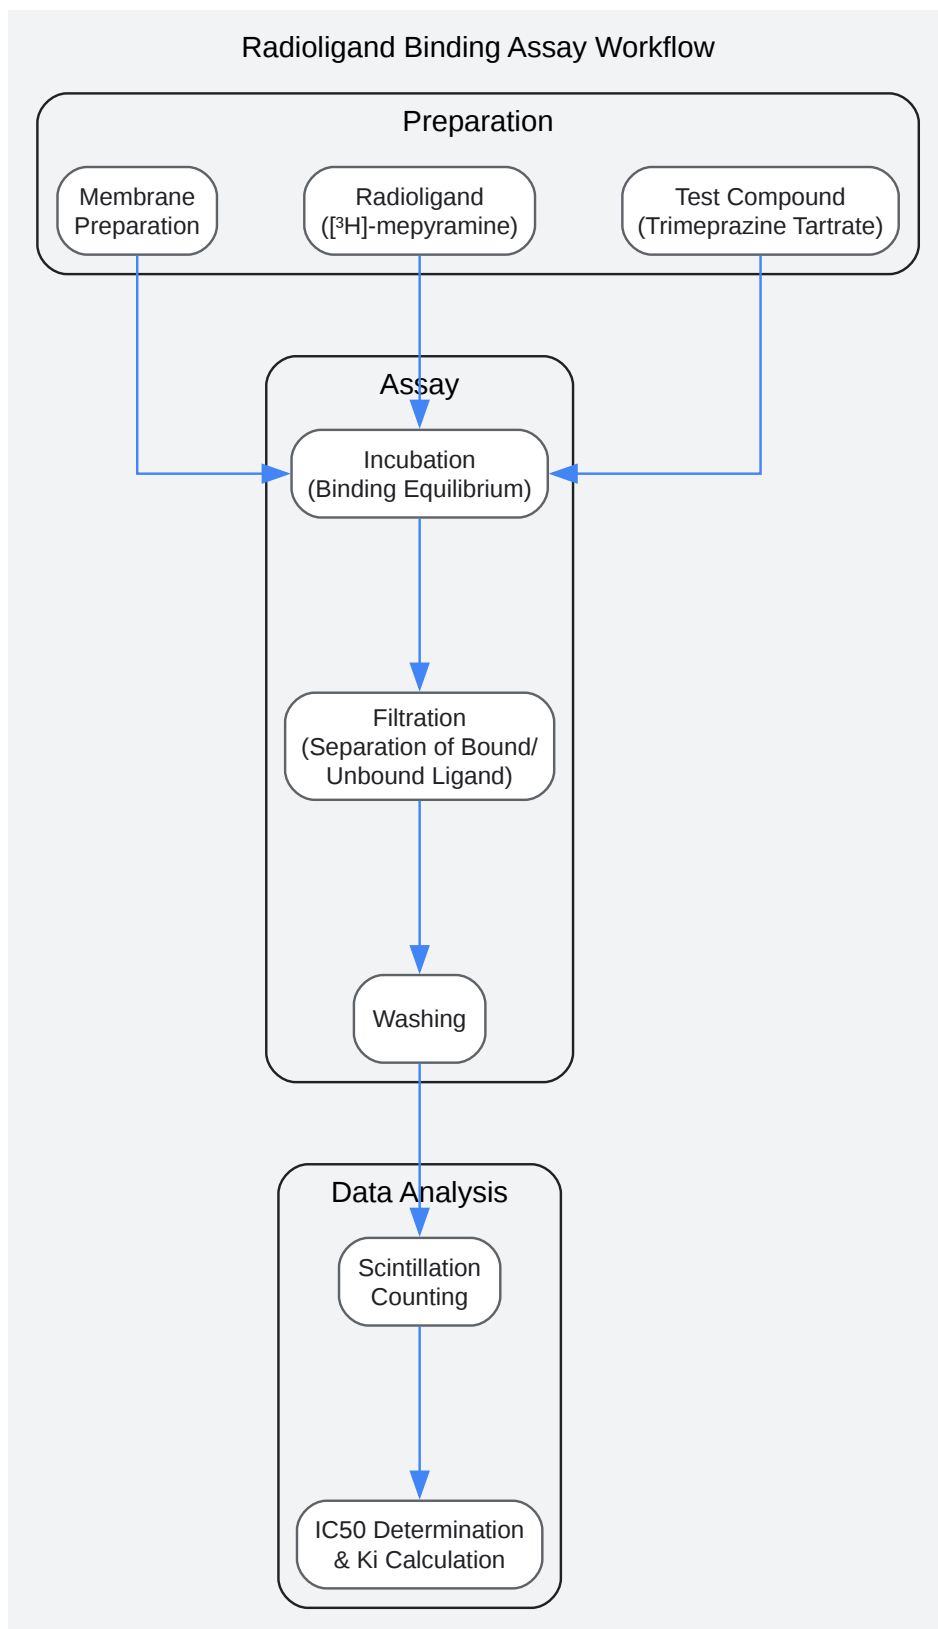 Radioligand Binding Assay Workflow
Preparation
Membrane
Preparation
Radioligand
([³H]-mepyramine)
Test Compound
(Trimeprazine Tartrate)
Assay
Incubation
(Binding Equilibrium)
Filtration
(Separation of Bound/
Unbound Ligand)
Washing
Data Analysis
Scintillation
Counting
IC50 Determination
& Ki Calculation